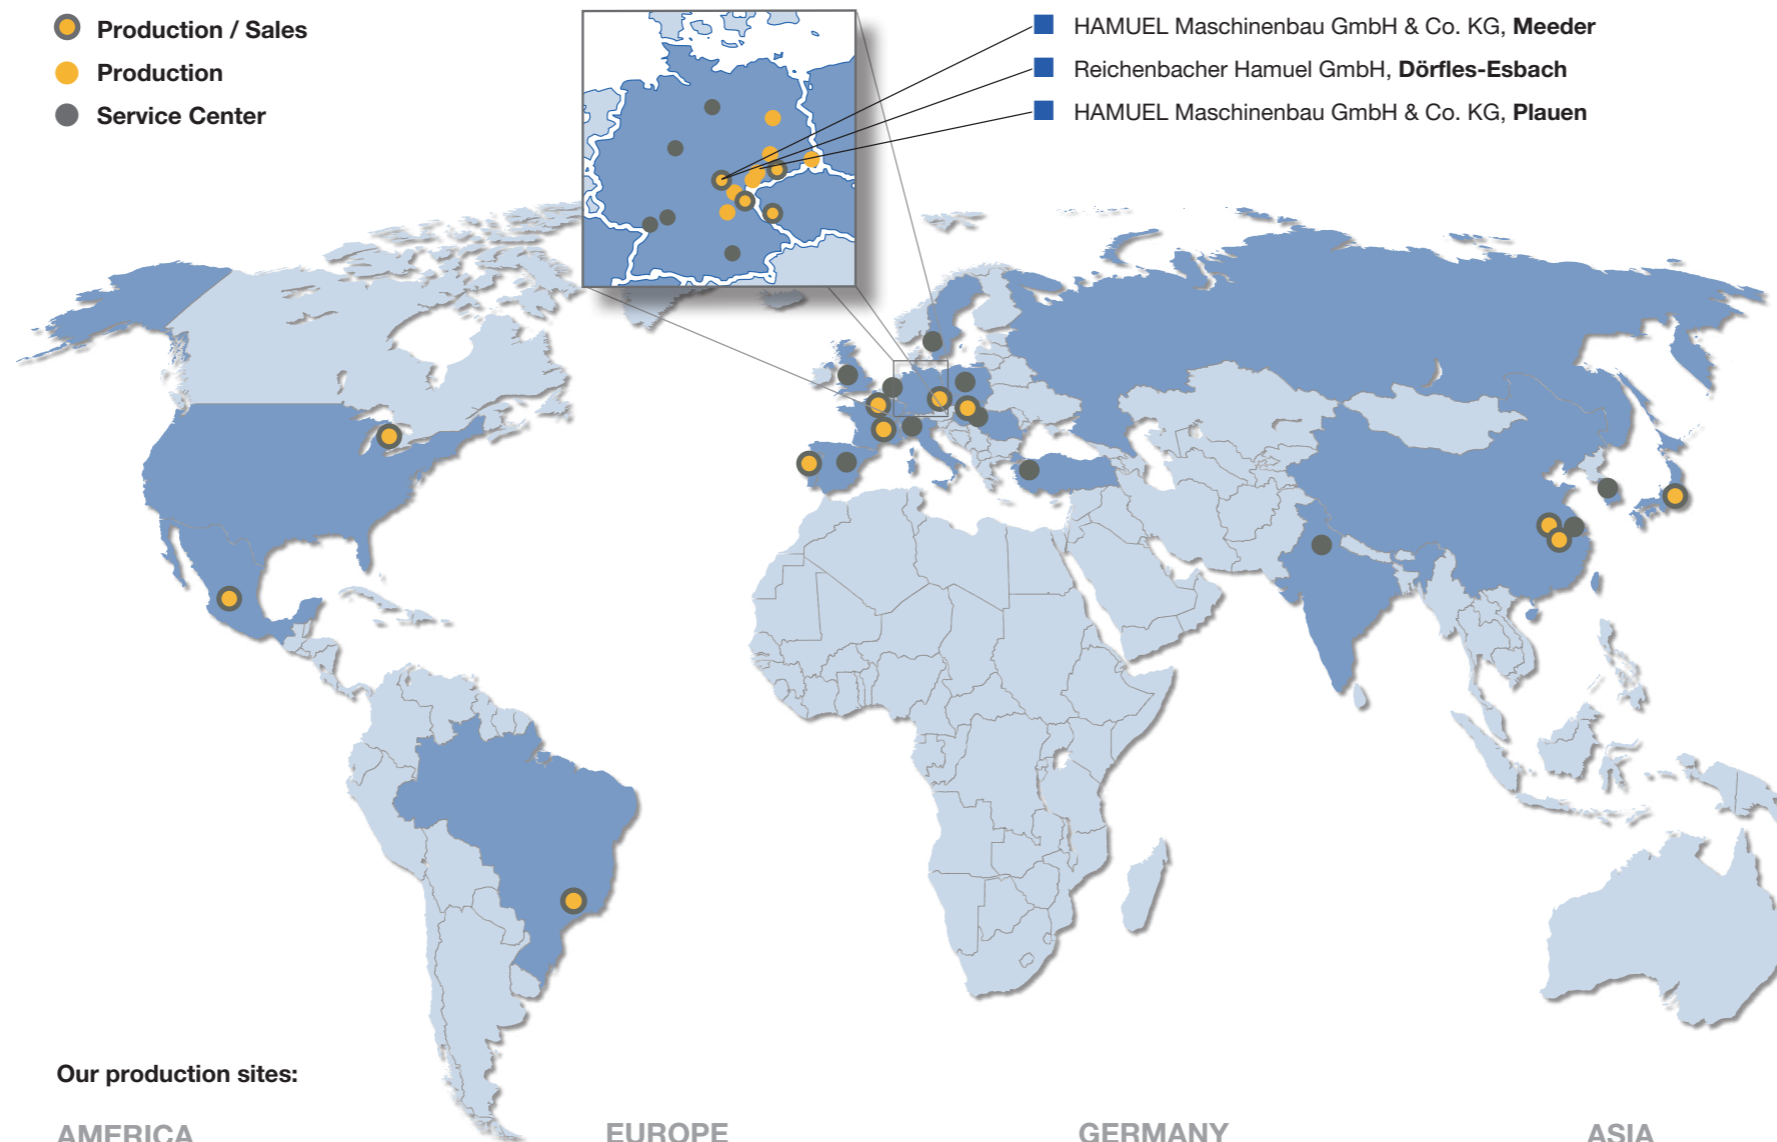 Production / Sales
Production
Service Center
HAMUEL Maschinenbau GmbH & Co. KG, Meeder
Reichenbacher Hamuel GmbH, Dörfles-Esbach
HAMUEL Maschinenbau GmbH & Co. KG, Plauen
Our production sites:
AMERICA
EUROPE
GERMANY
ASIA